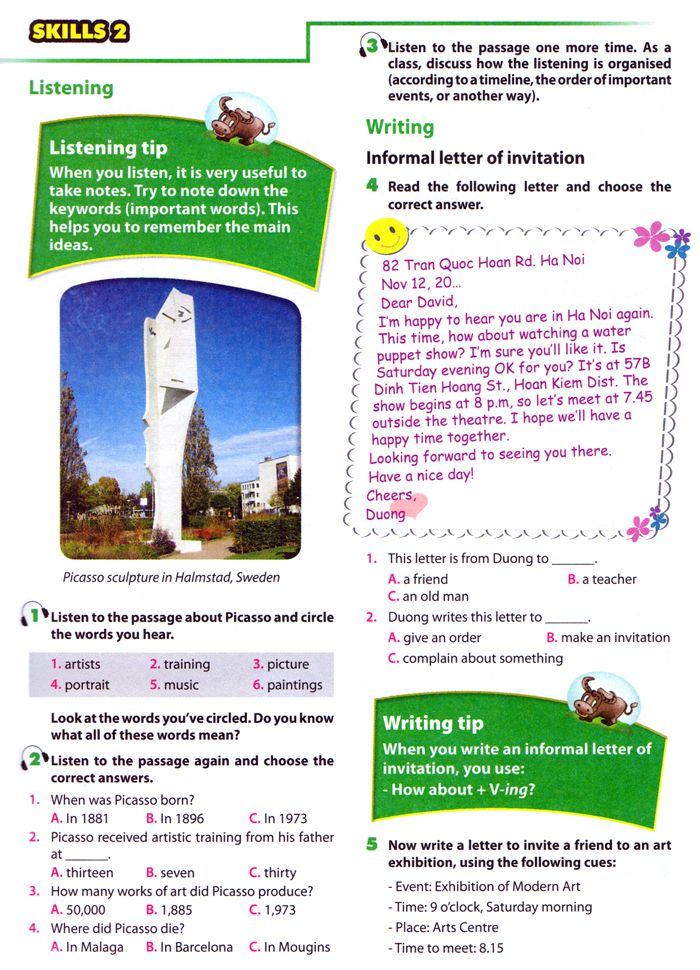 SKILLS 2
Listening
Listening tip
When you listen, it is very useful to
take notes. Try to note down the
keywords (important words). This
helps you to remember the main
ideas.
Picasso sculpture in Halmstad, Sweden
1 Listen to the passage about Picasso and circle
the words you hear.
1. artists 2. training 3. picture
4. portrait 5. music 6. paintings
Look at the words you've circled. Do you know
what all of these words mean?
2 Listen to the passage again and choose the
correct answers.
1. When was Picasso born?
A. In 1881 B. In 1896 C. In 1973
2. Picasso received artistic training from his father
at ______.
A. thirteen B. seven C. thirty
3. How many works of art did Picasso produce?
A. 50,000 B. 1,885 C. 1,973
4. Where did Picasso die?
A. In Malaga B. In Barcelona C. In Mougins
3 Listen to the passage one more time. As a
class, discuss how the listening is organised
(according to a timeline, the order of important
events, or another way).
Writing
Informal letter of invitation
4 Read the following letter and choose the
correct answer.
82 Tran Quoc Hoan Rd. Ha Noi
Nov 12, 20...
Dear David,
I'm happy to hear you are in Ha Noi again.
This time, how about watching a water
puppet show? I'm sure you'll like it. Is
Saturday evening OK for you? It's at 57B
Dinh Tien Hoang St., Hoan Kiem Dist. The
show begins at 8 p.m, so let's meet at 7.45
outside the theatre. I hope we'll have a
happy time together.
Looking forward to seeing you there.
Have a nice day!
Cheers,
Duong
1. This letter is from Duong to ______.
A. a friend B. a teacher
C. an old man
2. Duong writes this letter to ______.
A. give an order B. make an invitation
C. complain about something
Writing tip
When you write an informal letter of
invitation, you use:
- How about + V-ing?
5 Now write a letter to invite a friend to an art
exhibition, using the following cues:
- Event: Exhibition of Modern Art
- Time: 9 o'clock, Saturday morning
- Place: Arts Centre
- Time to meet: 8.15